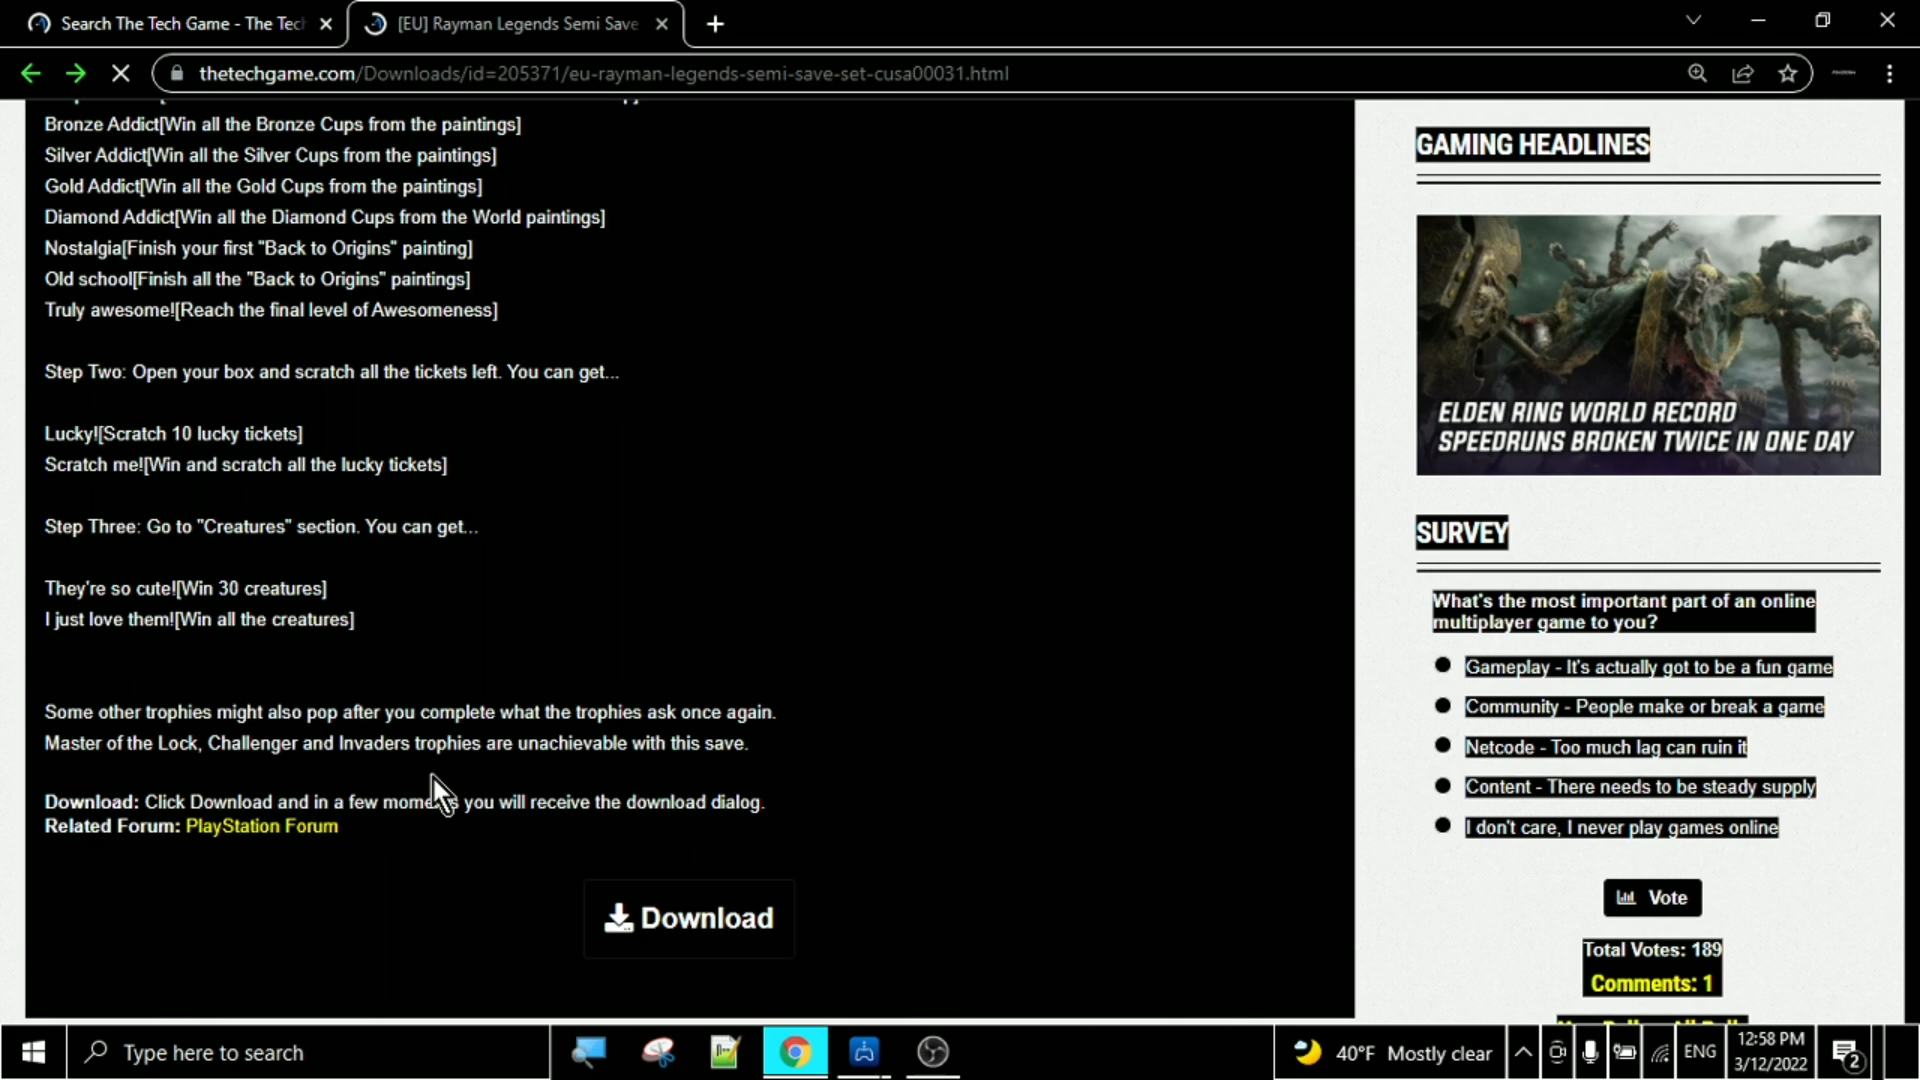 Search The Tech Game - The Tec
[EU] Rayman Legends Semi Save
thetechgame.com/Downloads/id=205371/eu-rayman-legends-semi-save-set-cusa00031.html
Bronze Addict[Win all the Bronze Cups from the paintings]
Silver Addict[Win all the Silver Cups from the paintings]
Gold Addict[Win all the Gold Cups from the paintings]
Diamond Addict[Win all the Diamond Cups from the World paintings]
Nostalgia[Finish your first "Back to Origins" painting]
Old school[Finish all the "Back to Origins" paintings]
Truly awesome![Reach the final level of Awesomeness]
Step Two: Open your box and scratch all the tickets left. You can get...
Lucky![Scratch 10 lucky tickets]
Scratch me![Win and scratch all the lucky tickets]
Step Three: Go to "Creatures" section. You can get...
They're so cute![Win 30 creatures]
I just love them![Win all the creatures]
Some other trophies might also pop after you complete what the trophies ask once again.
Master of the Lock, Challenger and Invaders trophies are unachievable with this save.
Download: Click Download and in a few moments you will receive the download dialog.
Related Forum: PlayStation Forum
Download
GAMING HEADLINES
ELDEN RING WORLD RECORD
SPEEDRUNS BROKEN TWICE IN ONE DAY
SURVEY
What's the most important part of an online
multiplayer game to you?
Gameplay - It's actually got to be a fun game
Community - People make or break a game
Netcode - Too much lag can ruin it
Content - There needs to be steady supply
I don't care, I never play games online
Vote
Total Votes: 189
Comments: 1
Type here to search
40°F Mostly clear
ENG
12:58 PM
3/12/2022
2